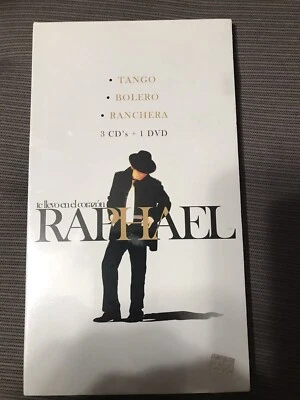 • TANGO
• BOLERO
• RANCHERA
3 CD's + 1 DVD
te llevo en el corazón
RAPHAEL